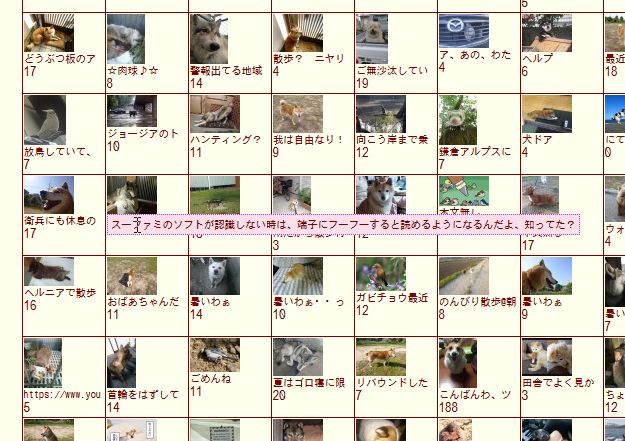 5
どうぶつ板のア
17
☆肉球♪☆
8
警報出てる地域
14
散歩？ ニヤリ
4
ご無沙汰してい
19
ア、あの、わた
4
ヘルプ
6
最近
18
放鳥していて、
7
ジョージアのト
10
ハンティング？
11
我は自由なり！
9
向こう岸まで乗
12
鎌倉アルプスに
7
犬ドア
4
にて
0
衛兵にも休息の
17
スーファミのソフトが認識しない時は、端子にフーフーすると読めるようになるんだよ、知ってた？
3
17
ウォ
4
ヘルニアで散歩
16
おばあちゃんだ
11
暑いわぁ
14
暑いわぁ・・っ
10
ガビチョウ最近
12
のんびり散歩@朝
8
暑いわぁ
9
暑い
7
https://www.you
5
首輪をはずして
14
ごめんね
11
夏はゴロ寝に限
20
リバウンドした
7
こんばんわ、ツ
188
田舎でよく見か
3
ちょ
12